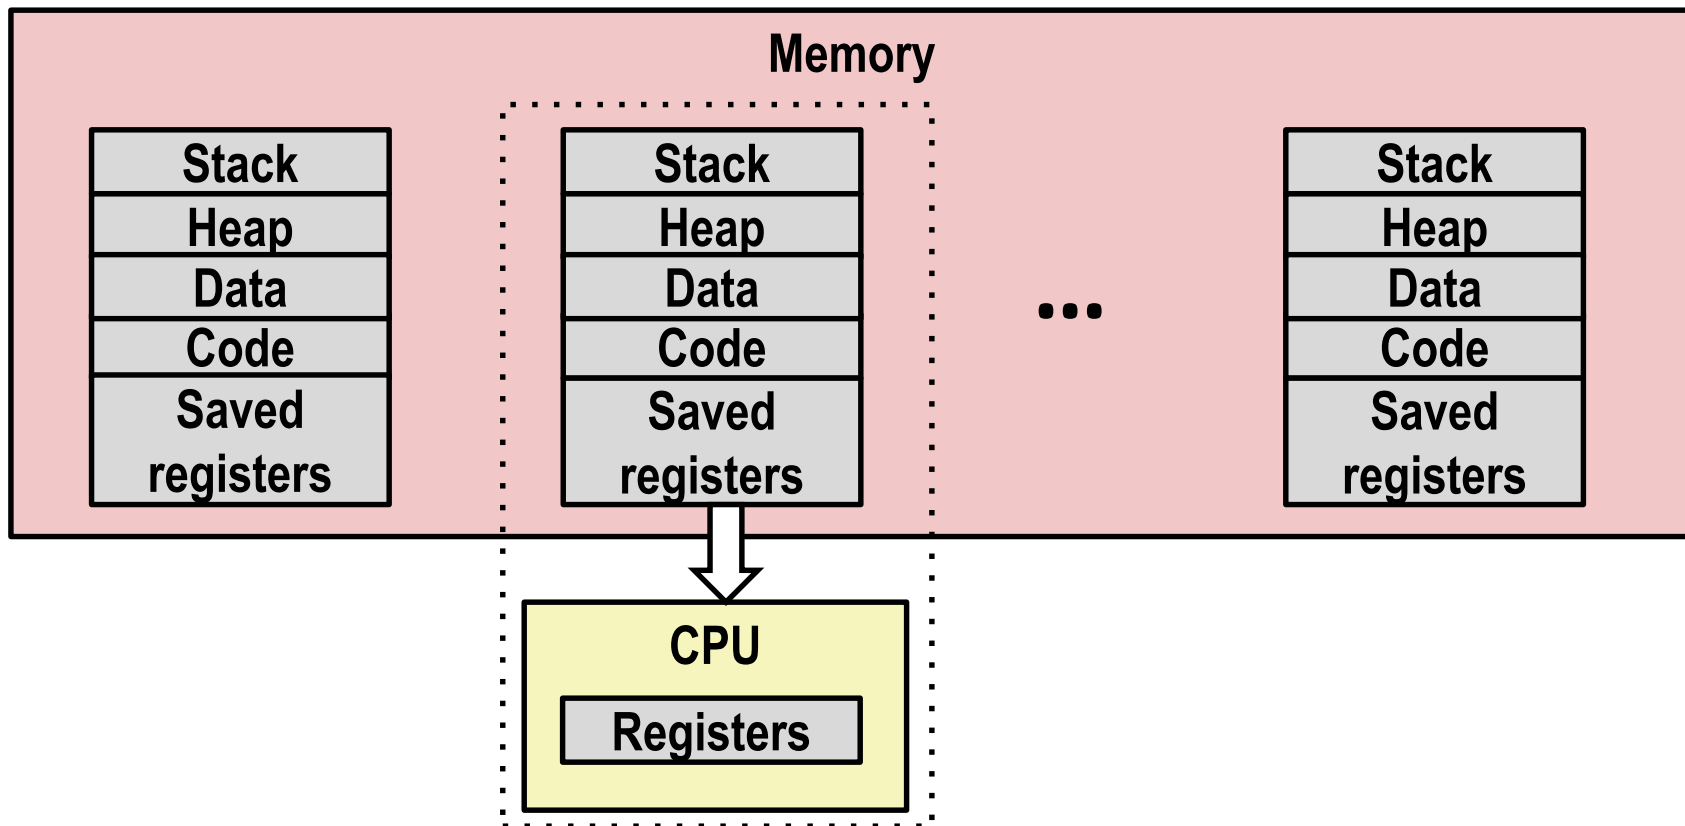 Memory
Stack
Heap
Data
Code
Saved
registers
Stack
Heap
Data
Code
Saved
registers
...
Stack
Heap
Data
Code
Saved
registers
CPU
Registers